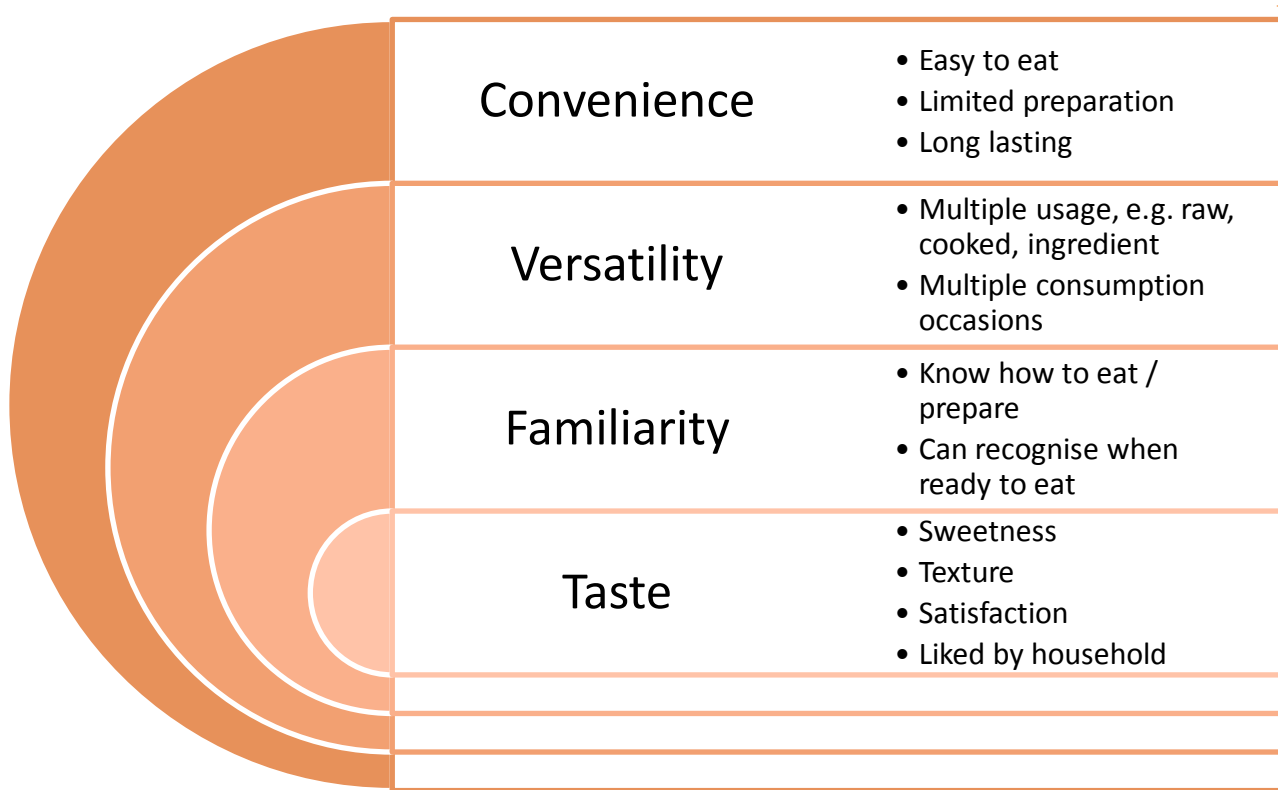 Convenience
• Easy to eat
• Limited preparation
• Long lasting
Versatility
• Multiple usage, e.g. raw,
cooked, ingredient
• Multiple consumption
occasions
Familiarity
• Know how to eat /
prepare
• Can recognise when
ready to eat
Taste
• Sweetness
• Texture
• Satisfaction
• Liked by household